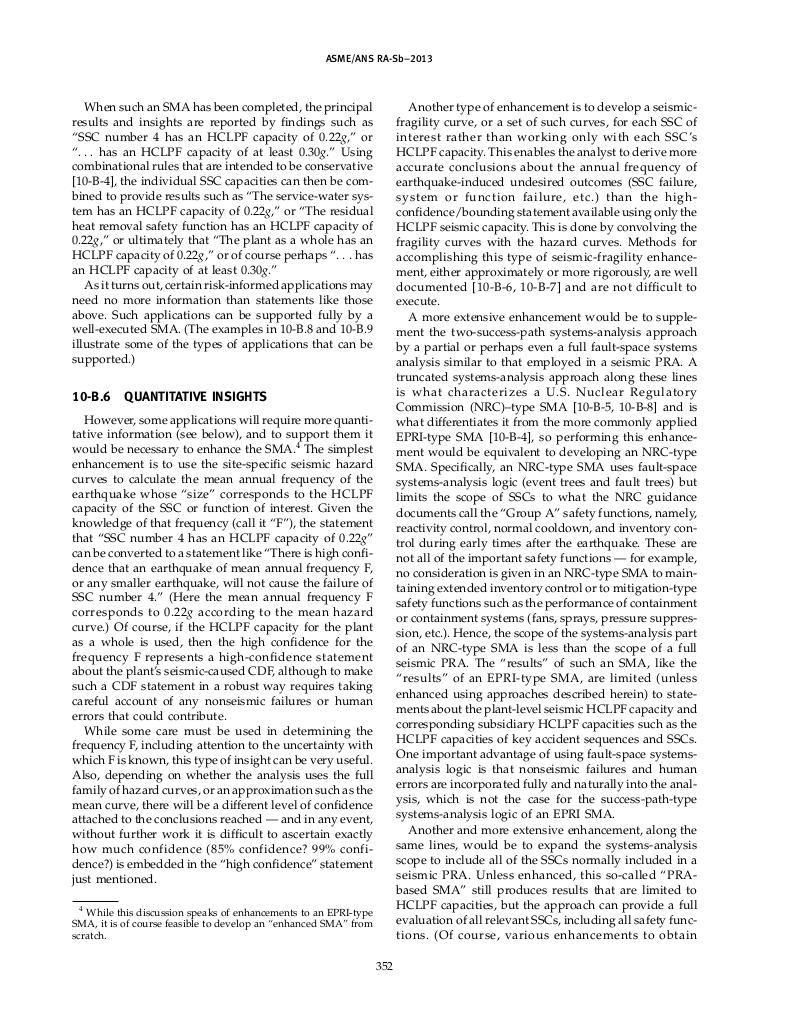 ASME/ANS RA-Sb–2013
When such an SMA has been completed, the principal
results and insights are reported by findings such as
“SSC number 4 has an HCLPF capacity of 0.22g,” or
“. . . has an HCLPF capacity of at least 0.30g.” Using
combinational rules that are intended to be conservative
[10-B-4], the individual SSC capacities can then be com-
bined to provide results such as “The service-water sys-
tem has an HCLPF capacity of 0.22g,” or “The residual
heat removal safety function has an HCLPF capacity of
0.22g,” or ultimately that “The plant as a whole has an
HCLPF capacity of 0.22g,” or of course perhaps “. . . has
an HCLPF capacity of at least 0.30g.”
As it turns out, certain risk-informed applications may
need no more information than statements like those
above. Such applications can be supported fully by a
well-executed SMA. (The examples in 10-B.8 and 10-B.9
illustrate some of the types of applications that can be
supported.)
10-B.6 QUANTITATIVE INSIGHTS
However, some applications will require more quanti-
tative information (see below), and to support them it
would be necessary to enhance the SMA.4 The simplest
enhancement is to use the site-specific seismic hazard
curves to calculate the mean annual frequency of the
earthquake whose “size” corresponds to the HCLPF
capacity of the SSC or function of interest. Given the
knowledge of that frequency (call it “F”), the statement
that “SSC number 4 has an HCLPF capacity of 0.22g”
can be converted to a statement like “There is high confi-
dence that an earthquake of mean annual frequency F,
or any smaller earthquake, will not cause the failure of
SSC number 4.” (Here the mean annual frequency F
corresponds to 0.22g according to the mean hazard
curve.) Of course, if the HCLPF capacity for the plant
as a whole is used, then the high confidence for the
frequency F represents a high-confidence statement
about the plant’s seismic-caused CDF, although to make
such a CDF statement in a robust way requires taking
careful account of any nonseismic failures or human
errors that could contribute.
While some care must be used in determining the
frequency F, including attention to the uncertainty with
which F is known, this type of insight can be very useful.
Also, depending on whether the analysis uses the full
family of hazard curves, or an approximation such as the
mean curve, there will be a different level of confidence
attached to the conclusions reached — and in any event,
without further work it is difficult to ascertain exactly
how much confidence (85% confidence? 99% confi-
dence?) is embedded in the “high confidence” statement
just mentioned.
4 While this discussion speaks of enhancements to an EPRI-type
SMA, it is of course feasible to develop an “enhanced SMA” from
scratch.
Another type of enhancement is to develop a seismic-
fragility curve, or a set of such curves, for each SSC of
interest rather than working only with each SSC’s
HCLPF capacity. This enables the analyst to derive more
accurate conclusions about the annual frequency of
earthquake-induced undesired outcomes (SSC failure,
system or function failure, etc.) than the high-
confidence/bounding statement available using only the
HCLPF seismic capacity. This is done by convolving the
fragility curves with the hazard curves. Methods for
accomplishing this type of seismic-fragility enhance-
ment, either approximately or more rigorously, are well
documented [10-B-6, 10-B-7] and are not difficult to
execute.
A more extensive enhancement would be to supple-
ment the two-success-path systems-analysis approach
by a partial or perhaps even a full fault-space systems
analysis similar to that employed in a seismic PRA. A
truncated systems-analysis approach along these lines
is what characterizes a U.S. Nuclear Regulatory
Commission (NRC)–type SMA [10-B-5, 10-B-8] and is
what differentiates it from the more commonly applied
EPRI-type SMA [10-B-4], so performing this enhance-
ment would be equivalent to developing an NRC-type
SMA. Specifically, an NRC-type SMA uses fault-space
systems-analysis logic (event trees and fault trees) but
limits the scope of SSCs to what the NRC guidance
documents call the “Group A” safety functions, namely,
reactivity control, normal cooldown, and inventory con-
trol during early times after the earthquake. These are
not all of the important safety functions — for example,
no consideration is given in an NRC-type SMA to main-
taining extended inventory control or to mitigation-type
safety functions such as the performance of containment
or containment systems (fans, sprays, pressure suppres-
sion, etc.). Hence, the scope of the systems-analysis part
of an NRC-type SMA is less than the scope of a full
seismic PRA. The “results” of such an SMA, like the
“results” of an EPRI-type SMA, are limited (unless
enhanced using approaches described herein) to state-
ments about the plant-level seismic HCLPF capacity and
corresponding subsidiary HCLPF capacities such as the
HCLPF capacities of key accident sequences and SSCs.
One important advantage of using fault-space systems-
analysis logic is that nonseismic failures and human
errors are incorporated fully and naturally into the anal-
ysis, which is not the case for the success-path-type
systems-analysis logic of an EPRI SMA.
Another and more extensive enhancement, along the
same lines, would be to expand the systems-analysis
scope to include all of the SSCs normally included in a
seismic PRA. Unless enhanced, this so-called “PRA-
based SMA” still produces results that are limited to
HCLPF capacities, but the approach can provide a full
evaluation of all relevant SSCs, including all safety func-
tions. (Of course, various enhancements to obtain
352